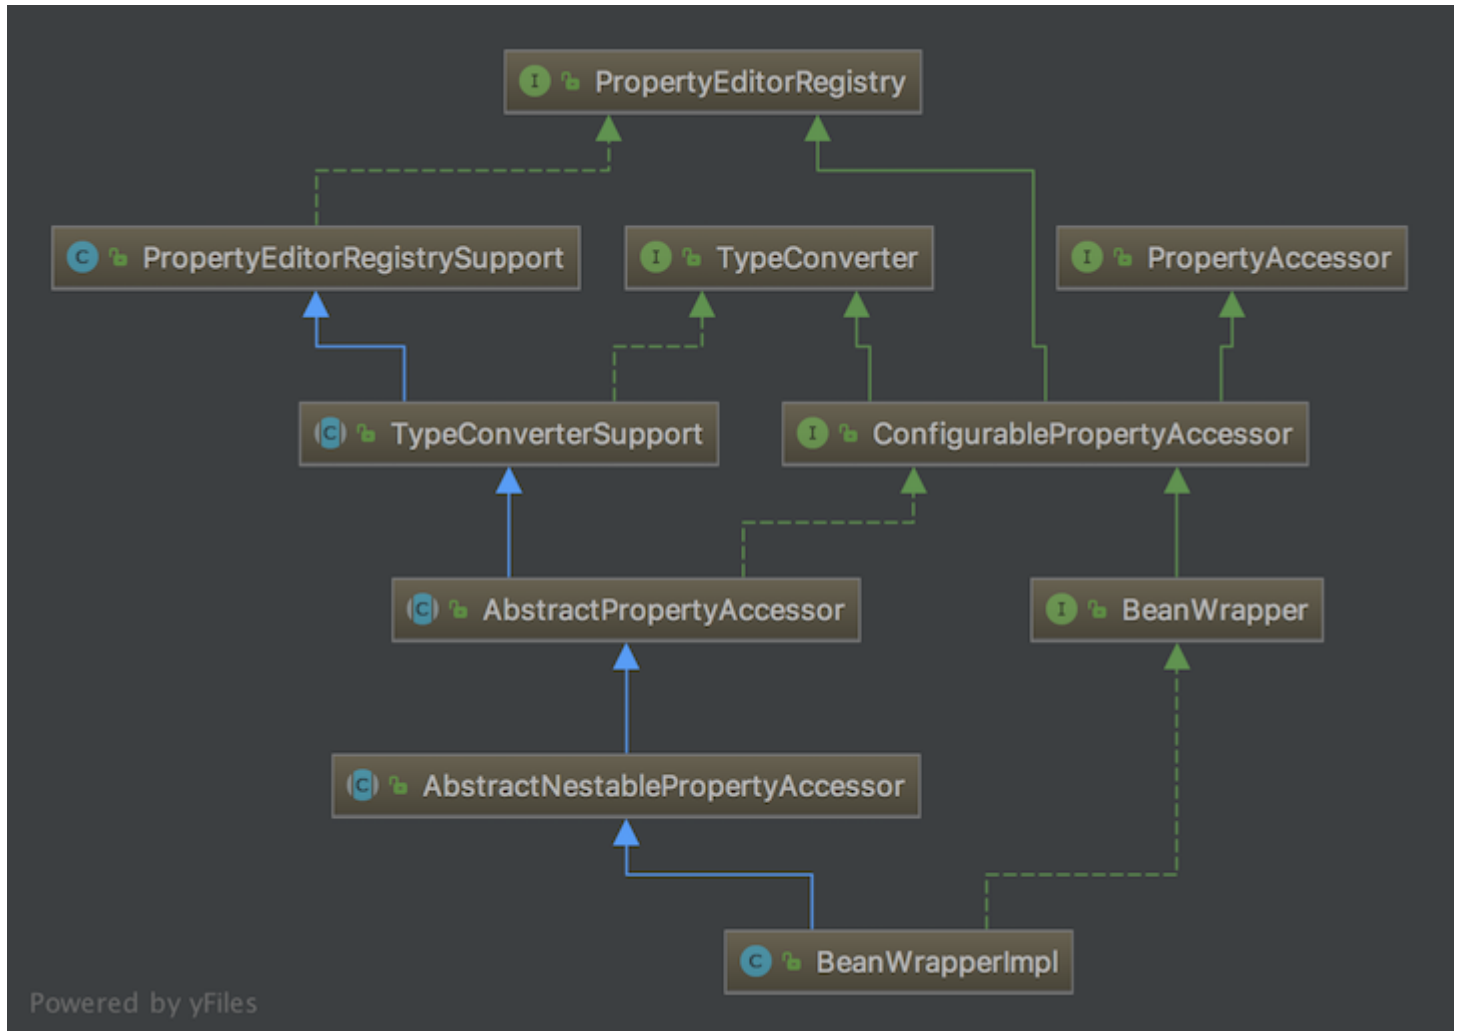 I PropertyEditorRegistry
C PropertyEditorRegistrySupport
I TypeConverter
I PropertyAccessor
C TypeConverterSupport
I ConfigurablePropertyAccessor
C AbstractPropertyAccessor
I BeanWrapper
C AbstractNestablePropertyAccessor
C BeanWrapperImpl
Powered by yFiles